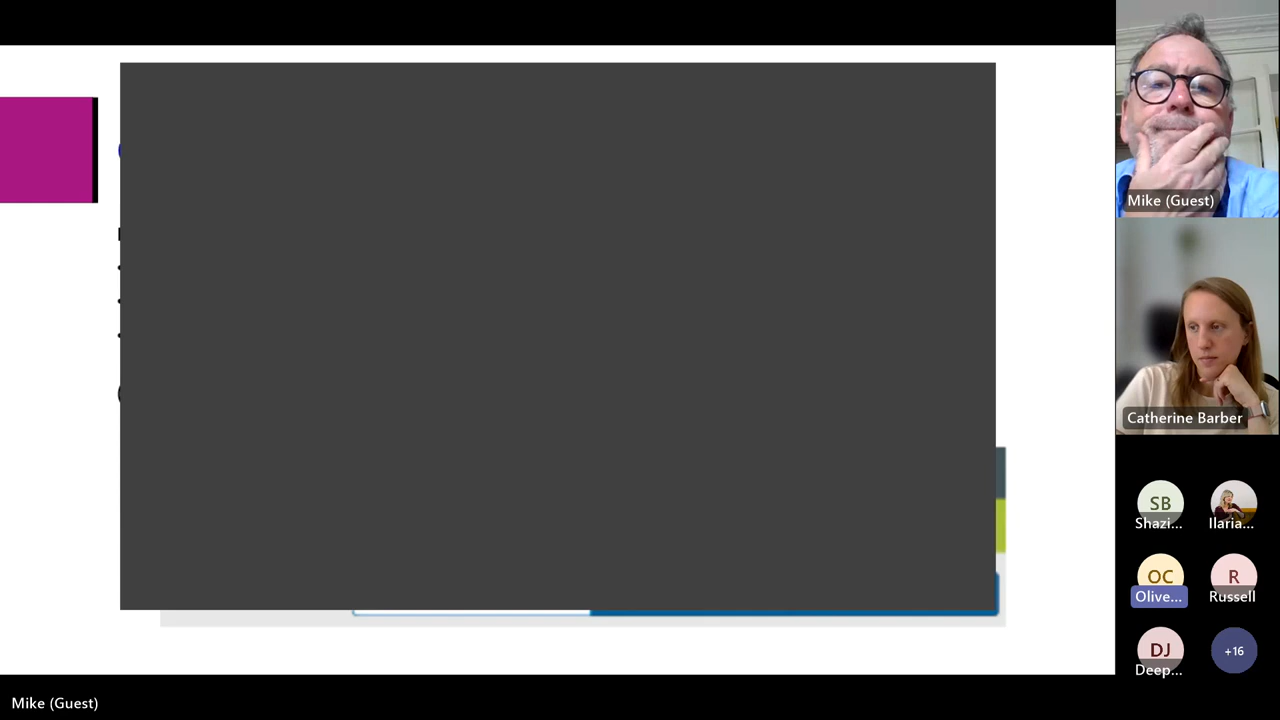 Mike (Guest)
Catherine Barber
SB
Shazi...
Ilaria...
OC
Olive...
R
Russell
DJ
Deep...
+16
Mike (Guest)